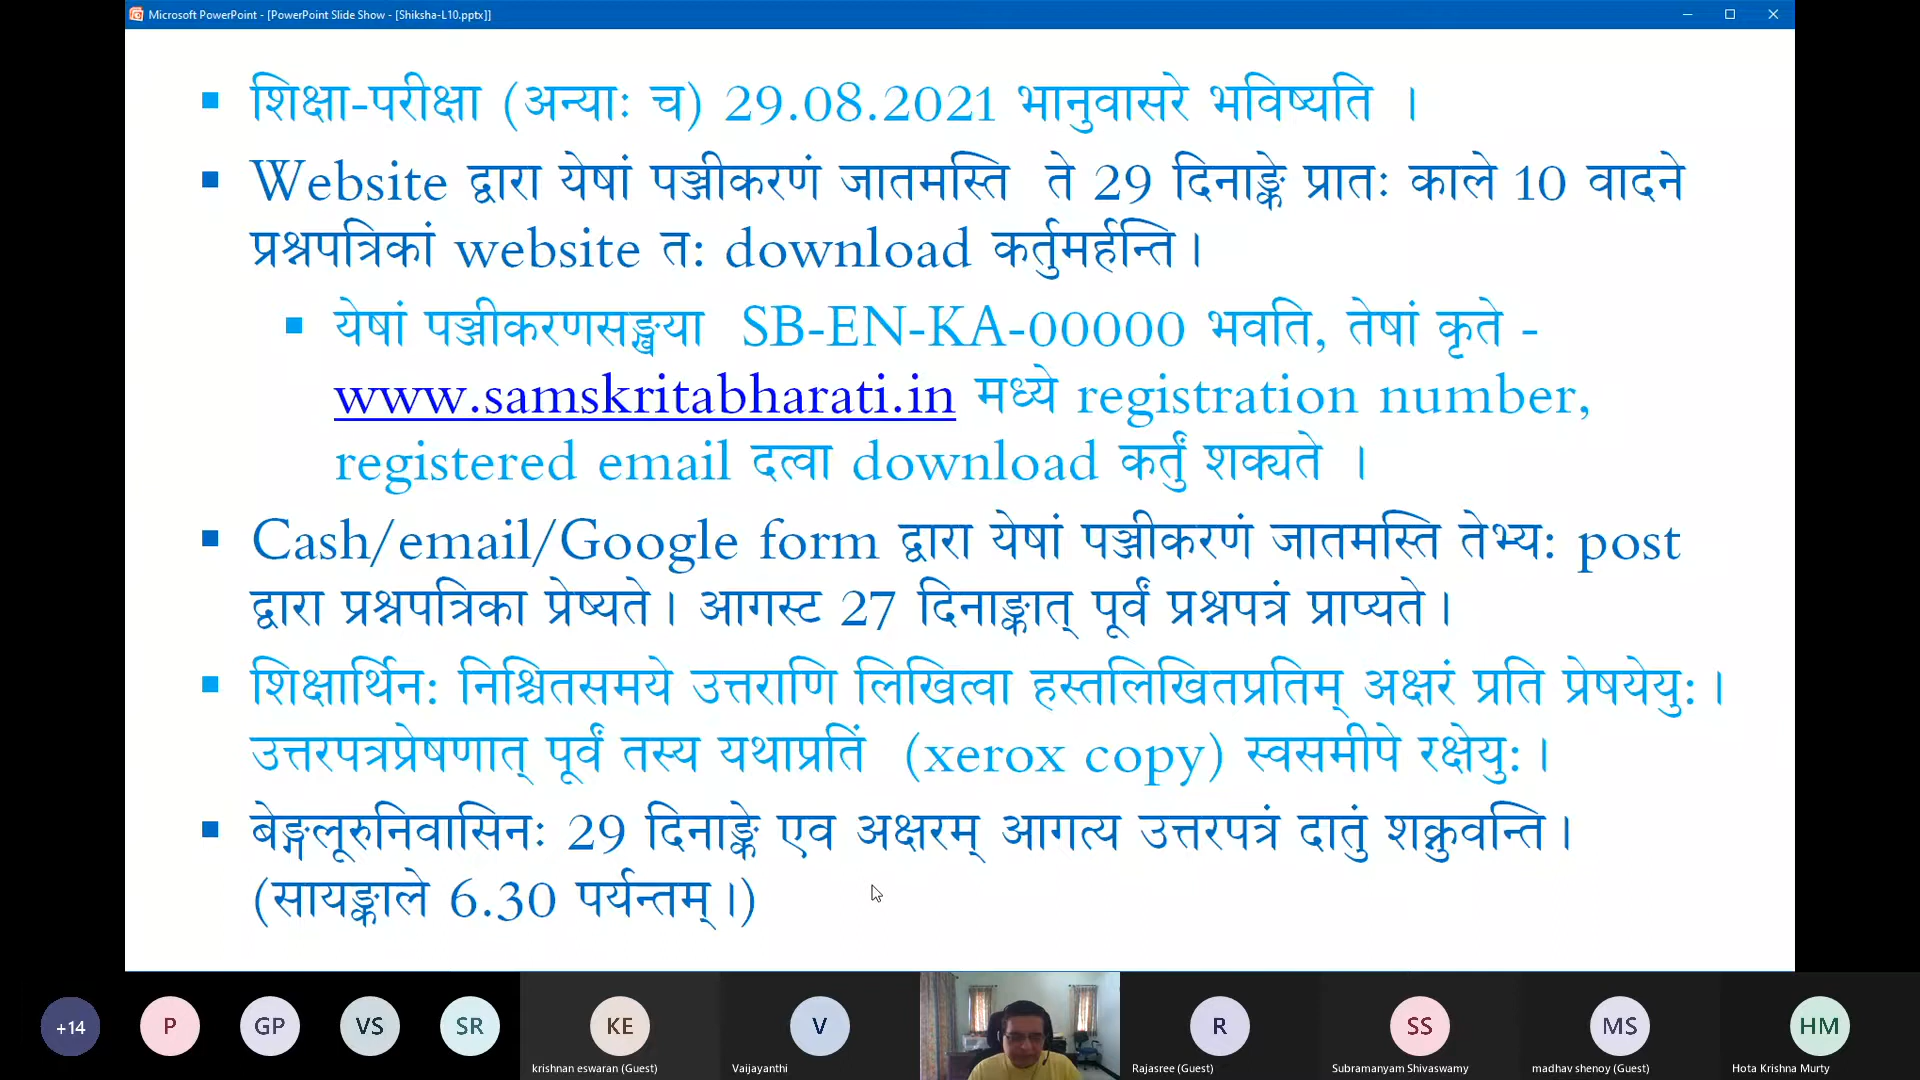 Microsoft PowerPoint - [PowerPoint Slide Show - [Shiksha-L10.pptx]]
शिक्षा-परीक्षा (अन्याः च) 29.08.2021 भानुवासरे भविष्यति ।
Website द्वारा येषां पञ्जीकरणं जातमस्ति ते 29 दिनाङ्के प्रातः काले 10 वादने
प्रश्नपत्रिकां website त: download कर्तुमर्हन्ति।
येषां पञ्जीकरणसङ्ख्या SB-EN-KA-00000 भवति, तेषां कृते -
www.samskritabharati.in मध्ये registration number,
registered email दत्वा download कर्तुं शक्यते ।
Cash/email/Google form द्वारा येषां पञ्जीकरणं जातमस्ति तेभ्य: post
द्वारा प्रश्नपत्रिका प्रेष्यते। आगस्ट 27 दिनाङ्कात् पूर्वं प्रश्नपत्रं प्राप्यते।
शिक्षार्थिन: निश्चितसमये उत्तराणि लिखित्वा हस्तलिखितप्रतिम् अक्षरं प्रति प्रेषयेयु:।
उत्तरपत्रप्रेषणात् पूर्वं तस्य यथाप्रतिं (xerox copy) स्वसमीपे रक्षेयु:।
बेङ्गलूरुनिवासिनः 29 दिनाङ्के एव अक्षरम् आगत्य उत्तरपत्रं दातुं शक्नुवन्ति।
(सायङ्काले 6.30 पर्यन्तम्।)
+14 P GP VS SR KE V R SS MS HM
krishnan eswaran (Guest) Vaijayanthi Rajasree (Guest) Subramanyam Shivaswamy madhav shenoy (Guest) Hota Krishna Murty